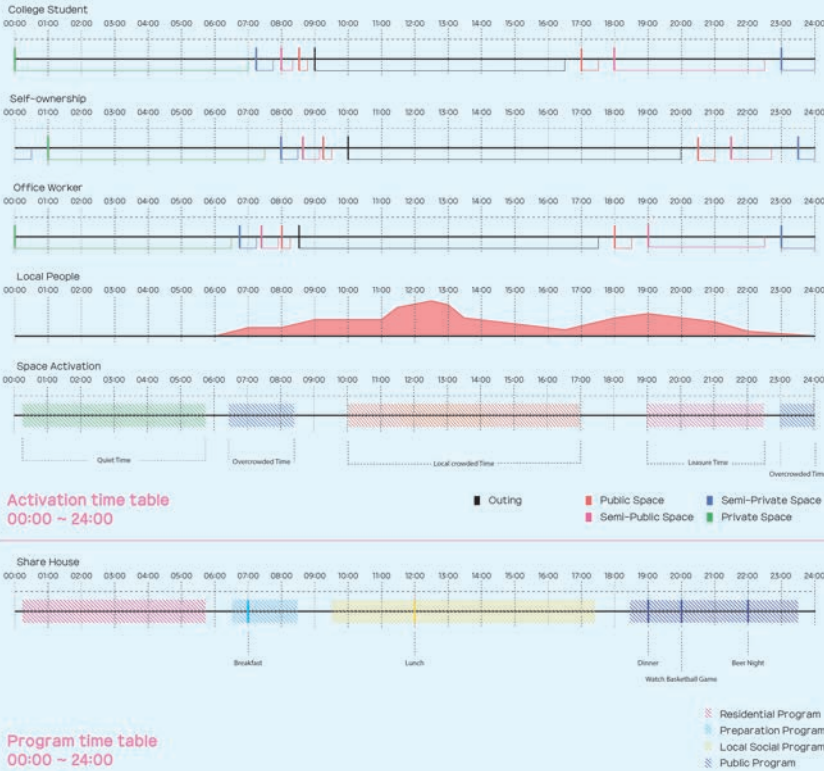 College Student
00:00 01:00 02:00 03:00 04:00 05:00 06:00 07:00 08:00 09:00 10:00 11:00 12:00 13:00 14:00 15:00 16:00 17:00 18:00 19:00 20:00 21:00 22:00 23:00 24:00
Self-ownership
00:00 01:00 02:00 03:00 04:00 05:00 06:00 07:00 08:00 09:00 10:00 11:00 12:00 13:00 14:00 15:00 16:00 17:00 18:00 19:00 20:00 21:00 22:00 23:00 24:00
Office Worker
00:00 01:00 02:00 03:00 04:00 05:00 06:00 07:00 08:00 09:00 10:00 11:00 12:00 13:00 14:00 15:00 16:00 17:00 18:00 19:00 20:00 21:00 22:00 23:00 24:00
Local People
00:00 01:00 02:00 03:00 04:00 05:00 06:00 07:00 08:00 09:00 10:00 11:00 12:00 13:00 14:00 15:00 16:00 17:00 18:00 19:00 20:00 21:00 22:00 23:00 24:00
Space Activation
00:00 01:00 02:00 03:00 04:00 05:00 06:00 07:00 08:00 09:00 10:00 11:00 12:00 13:00 14:00 15:00 16:00 17:00 18:00 19:00 20:00 21:00 22:00 23:00 24:00
Quiet Time
Overcrowded Time
Local crowded Time
Leasure Time
Overcrowded Time
Activation time table
00:00 ~ 24:00
Outing
Public Space
Semi-Private Space
Semi-Public Space
Private Space
Share House
00:00 01:00 02:00 03:00 04:00 05:00 06:00 07:00 08:00 09:00 10:00 11:00 12:00 13:00 14:00 15:00 16:00 17:00 18:00 19:00 20:00 21:00 22:00 23:00 24:00
Breakfast
Lunch
Dinner
Beer Night
Watch Basketball Game
Residential Program
Preparation Program
Local Social Program
Public Program
Program time table
00:00 ~ 24:00